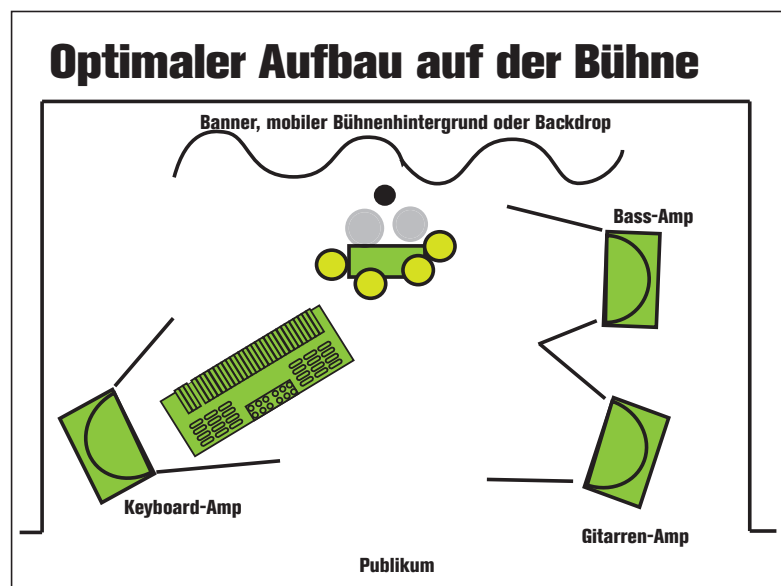 Optimaler Aufbau auf der Bühne
Banner, mobiler Bühnenhintergrund oder Backdrop
Bass-Amp
Keyboard-Amp
Gitarren-Amp
Publikum